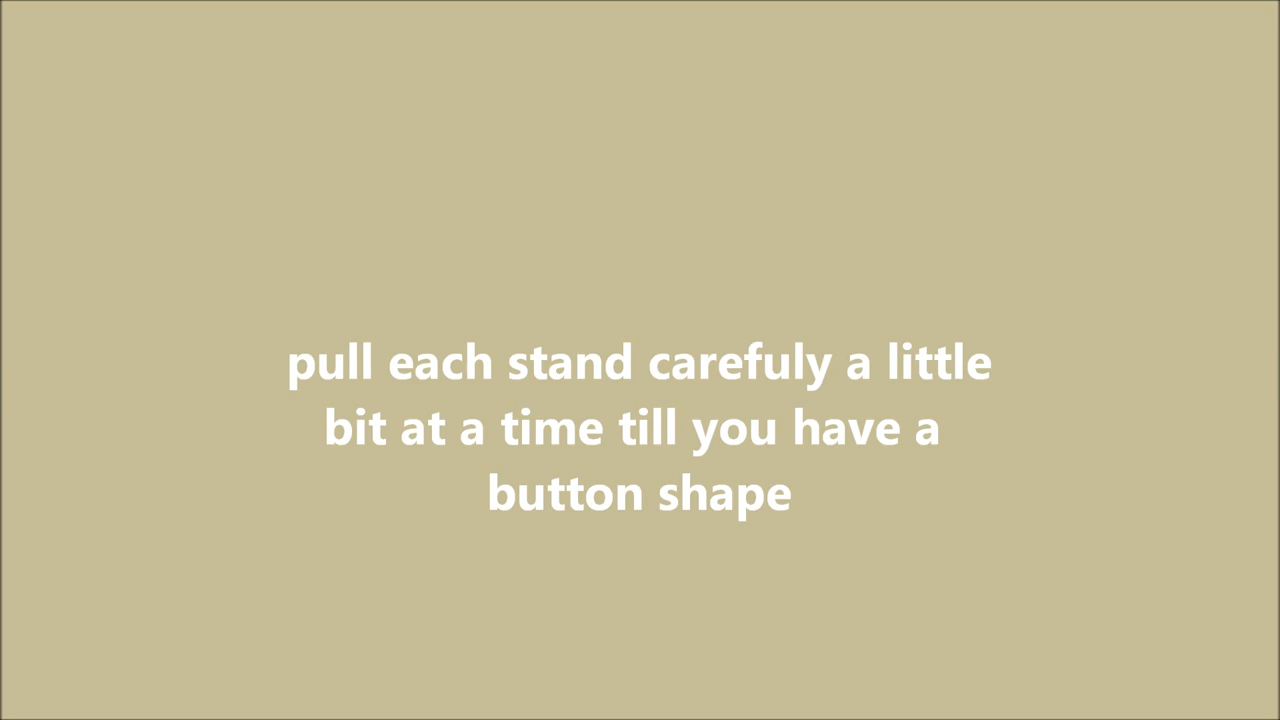 pull each stand carefuly a little
bit at a time till you have a
button shape